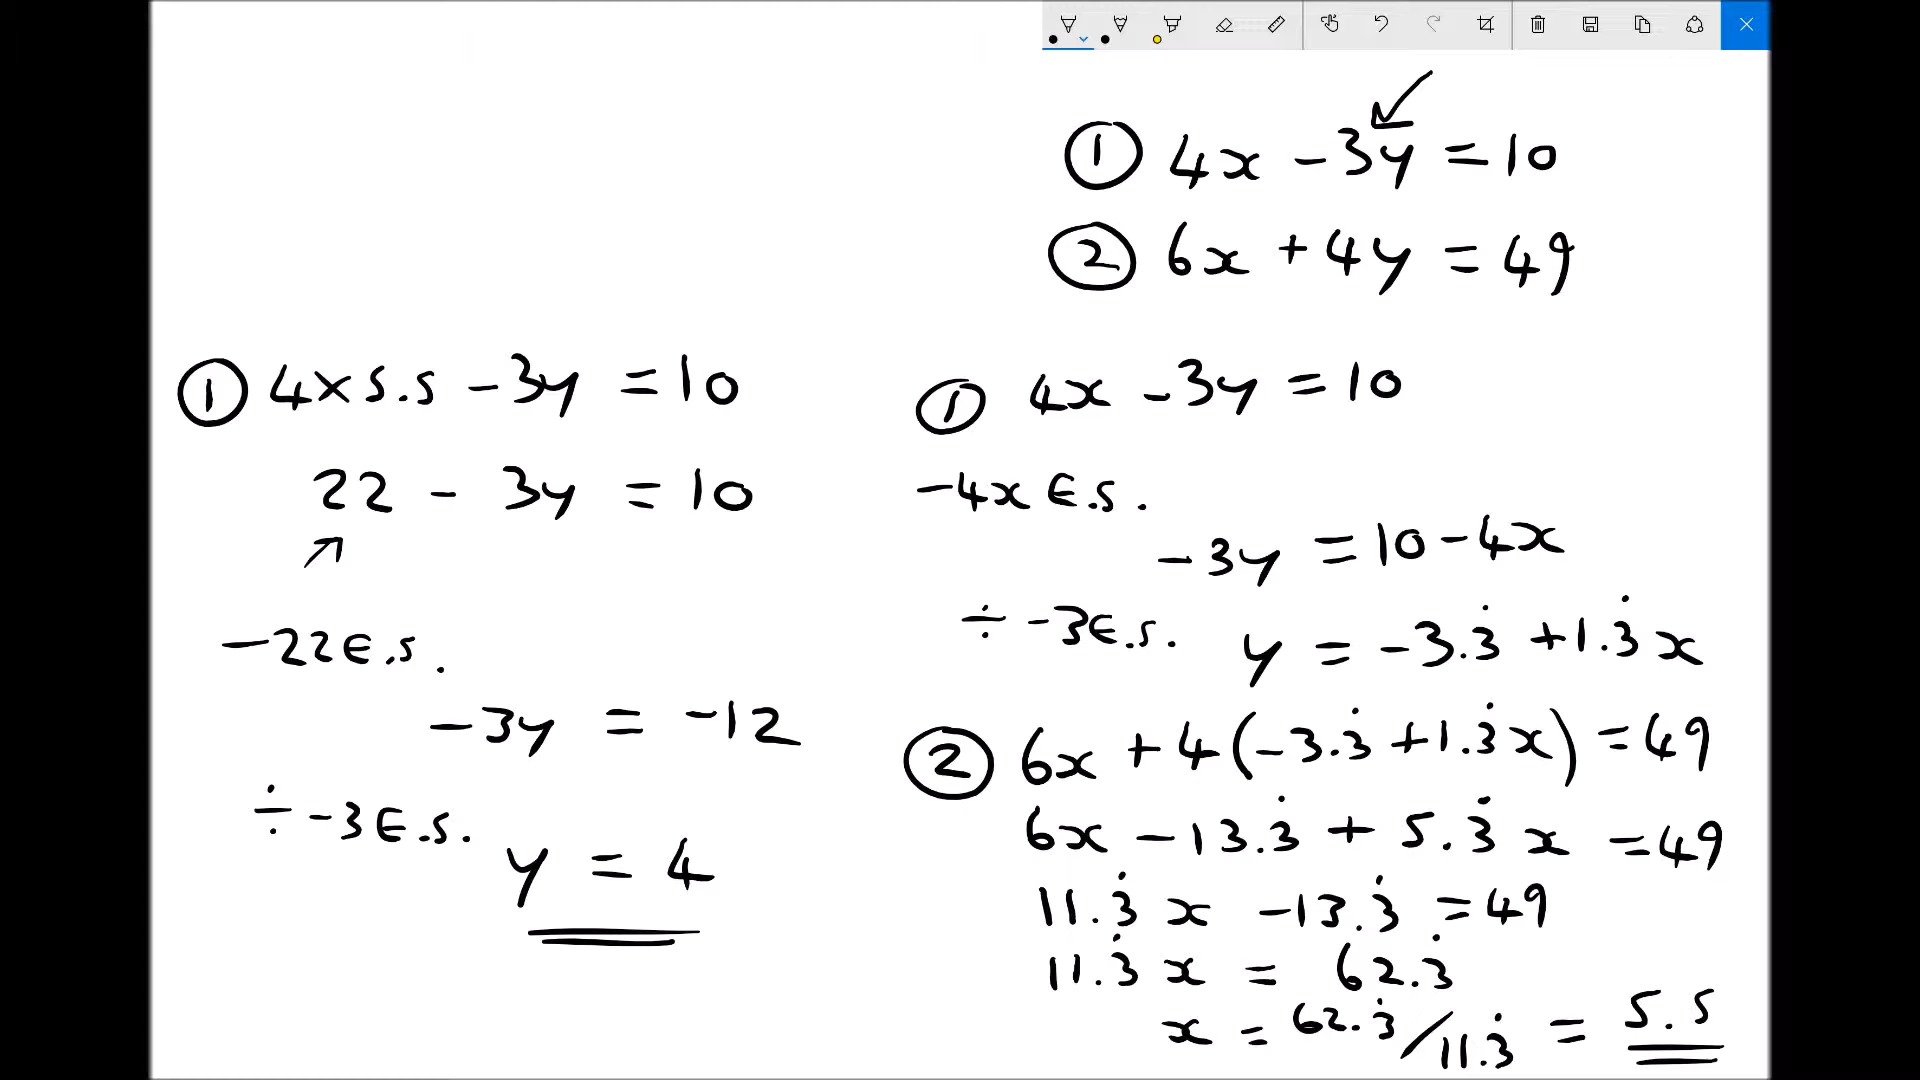 ① 4x − 3y = 10
② 6x + 4y = 49
① 4x5.5 − 3y = 10
22 − 3y = 10
−22 E.S.
−3y = −12
÷ −3 E.S.
y = 4
① 4x − 3y = 10
−4x E.S.
−3y = 10 − 4x
÷ −3 E.S. y = −3.3̇ + 1.3̇x
② 6x + 4(−3.3̇ + 1.3̇x) = 49
6x − 13.3̇ + 5.3̇x = 49
11.3̇x − 13.3̇ = 49
11.3̇x = 62.3̇
x = 62.3̇/11.3̇ = 5.5